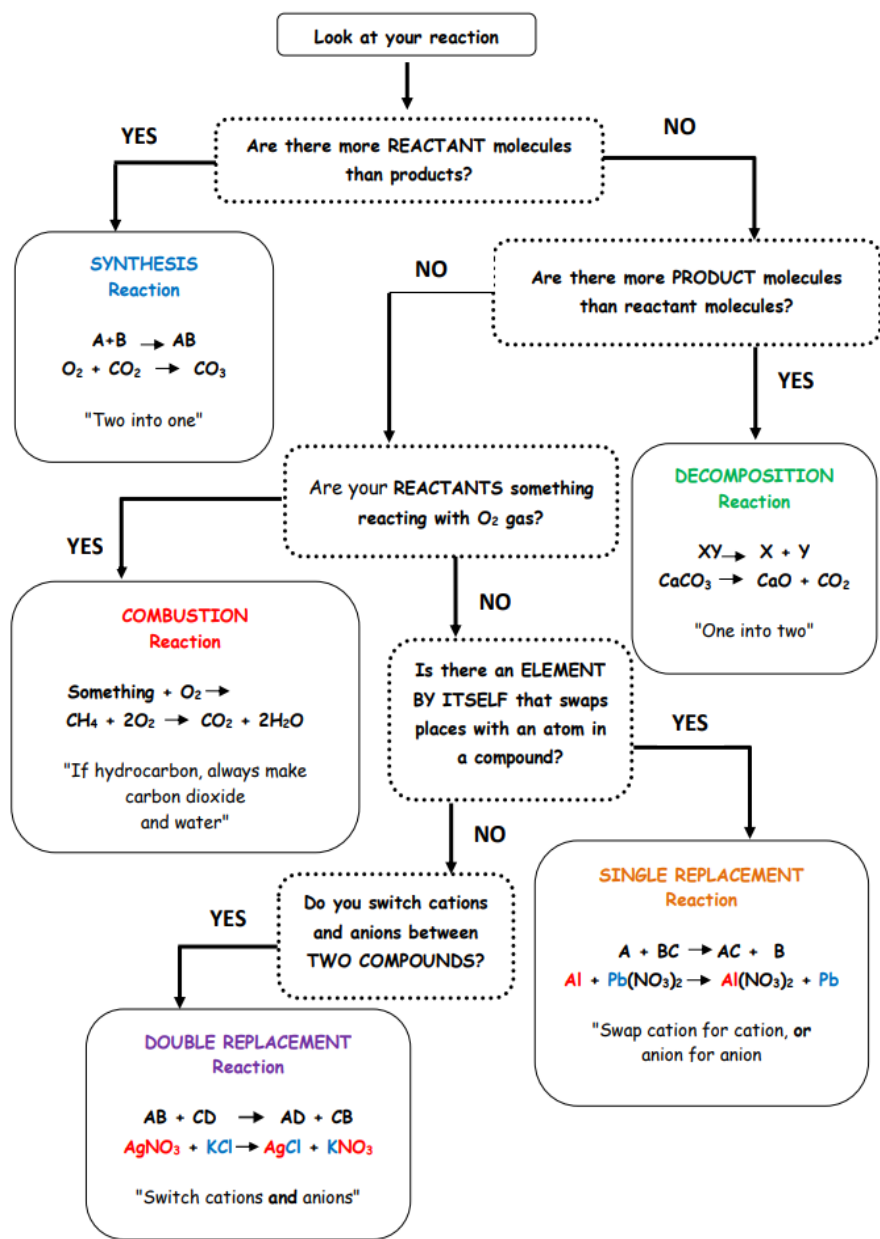 Look at your reaction
YES
NO
Are there more REACTANT molecules
than products?
SYNTHESIS
Reaction
A+B → AB
O₂ + CO₂ → CO₃
"Two into one"
NO
Are there more PRODUCT molecules
than reactant molecules?
YES
DECOMPOSITION
Reaction
XY → X + Y
CaCO₃ → CaO + CO₂
"One into two"
Are your REACTANTS something
reacting with O₂ gas?
YES
NO
COMBUSTION
Reaction
Something + O₂ →
CH₄ + 2O₂ → CO₂ + 2H₂O
"If hydrocarbon, always make
carbon dioxide
and water"
Is there an ELEMENT
BY ITSELF that swaps
places with an atom in
a compound?
YES
NO
SINGLE REPLACEMENT
Reaction
A + BC → AC + B
Al + Pb(NO₃)₂ → Al(NO₃)₂ + Pb
"Swap cation for cation, or
anion for anion
Do you switch cations
and anions between
TWO COMPOUNDS?
YES
DOUBLE REPLACEMENT
Reaction
AB + CD → AD + CB
AgNO₃ + KCl → AgCl + KNO₃
"Switch cations and anions"